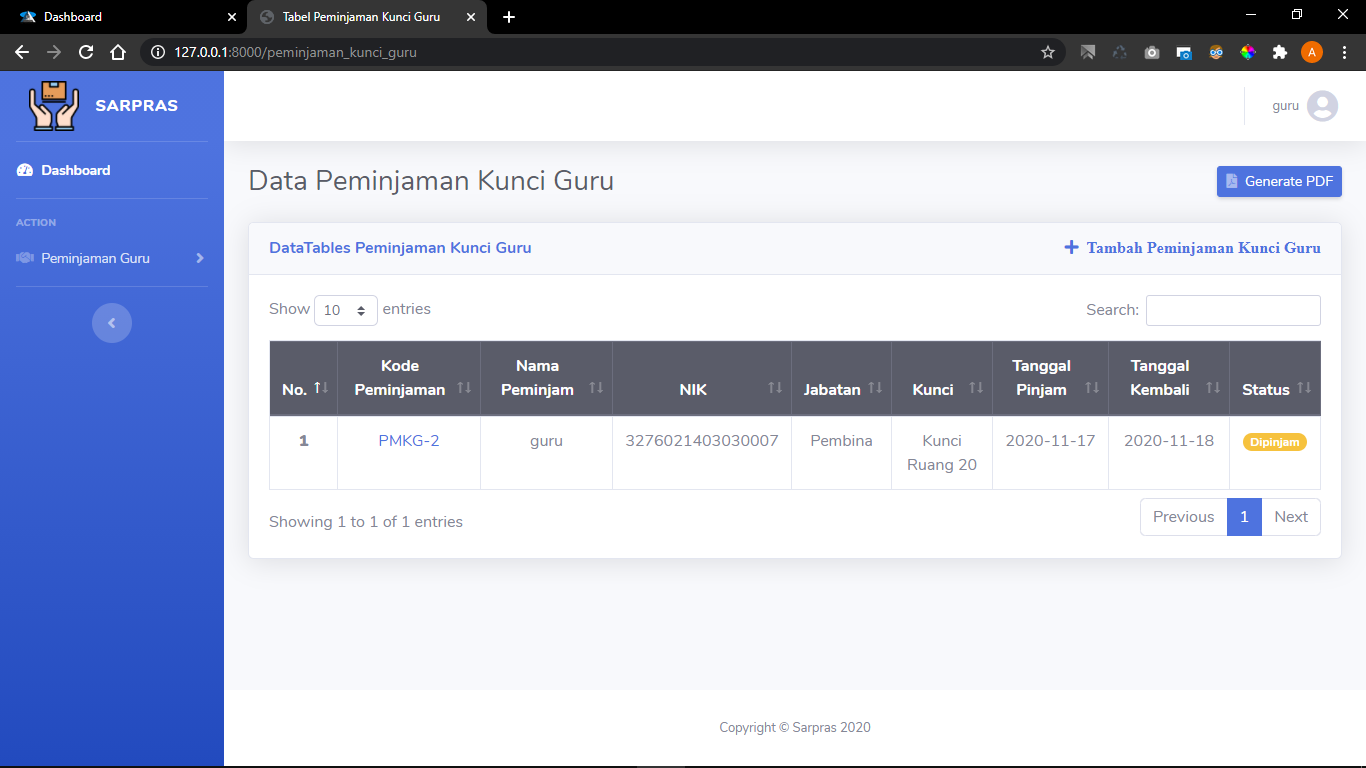 Dashboard
Tabel Peminjaman Kunci Guru
127.0.0.1:8000/peminjaman_kunci_guru
A
SARPRAS
guru
Dashboard
ACTION
Peminjaman Guru
Data Peminjaman Kunci Guru
Generate PDF
DataTables Peminjaman Kunci Guru
Tambah Peminjaman Kunci Guru
Show 10 entries
Search:
No. Kode Peminjaman Nama Peminjam NIK Jabatan Kunci Tanggal Pinjam Tanggal Kembali Status
1 PMKG-2 guru 3276021403030007 Pembina Kunci Ruang 20 2020-11-17 2020-11-18 Dipinjam
Showing 1 to 1 of 1 entries
Previous 1 Next
Copyright © Sarpras 2020